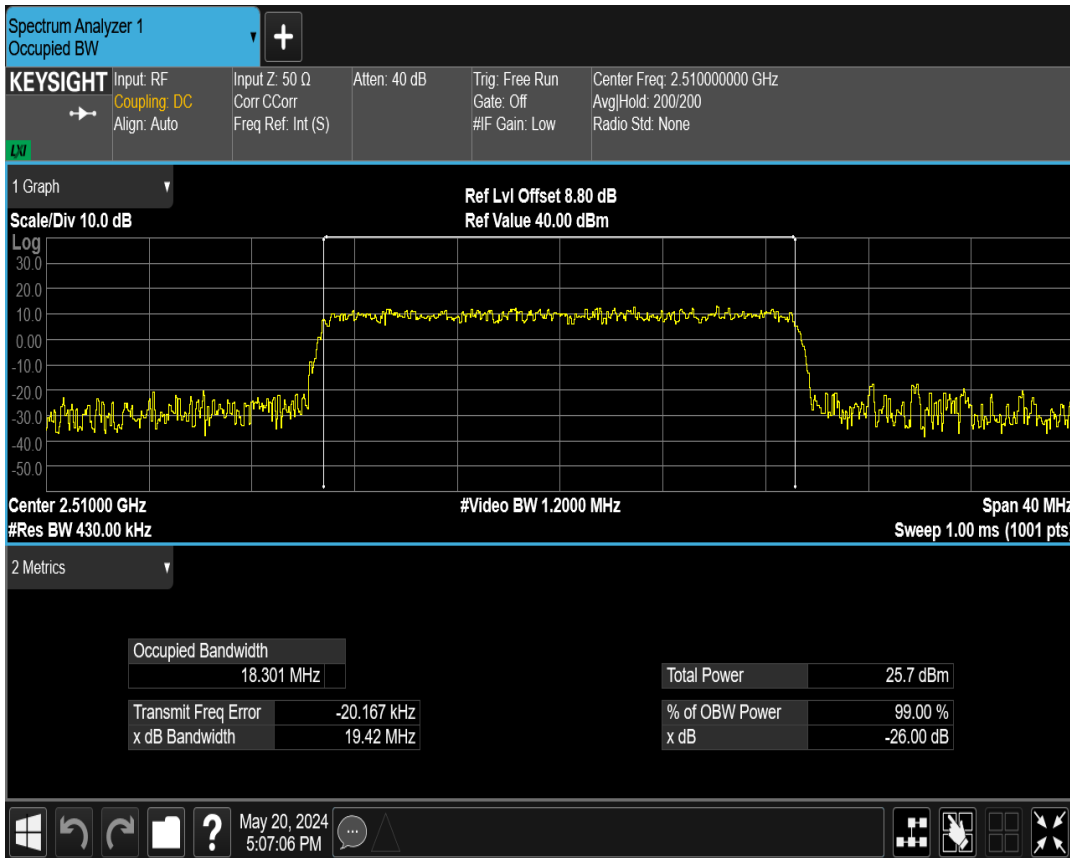 Spectrum Analyzer 1
Occupied BW
+
KEYSIGHT
LXI
Input: RF
Coupling: DC
Align: Auto
Input Z: 50 Ω
Corr CCorr
Freq Ref: Int (S)
Atten: 40 dB
Trig: Free Run
Gate: Off
#IF Gain: Low
Center Freq: 2.510000000 GHz
Avg|Hold: 200/200
Radio Std: None
1 Graph
Scale/Div 10.0 dB
Ref Lvl Offset 8.80 dB
Ref Value 40.00 dBm
Log
30.0
20.0
10.0
0.00
-10.0
-20.0
-30.0
-40.0
-50.0
Center 2.51000 GHz
#Video BW 1.2000 MHz
Span 40 MHz
#Res BW 430.00 kHz
Sweep 1.00 ms (1001 pts)
2 Metrics
Occupied Bandwidth
18.301 MHz
Total Power 25.7 dBm
Transmit Freq Error -20.167 kHz
% of OBW Power 99.00 %
x dB Bandwidth 19.42 MHz
x dB -26.00 dB
?
May 20, 2024
5:07:06 PM